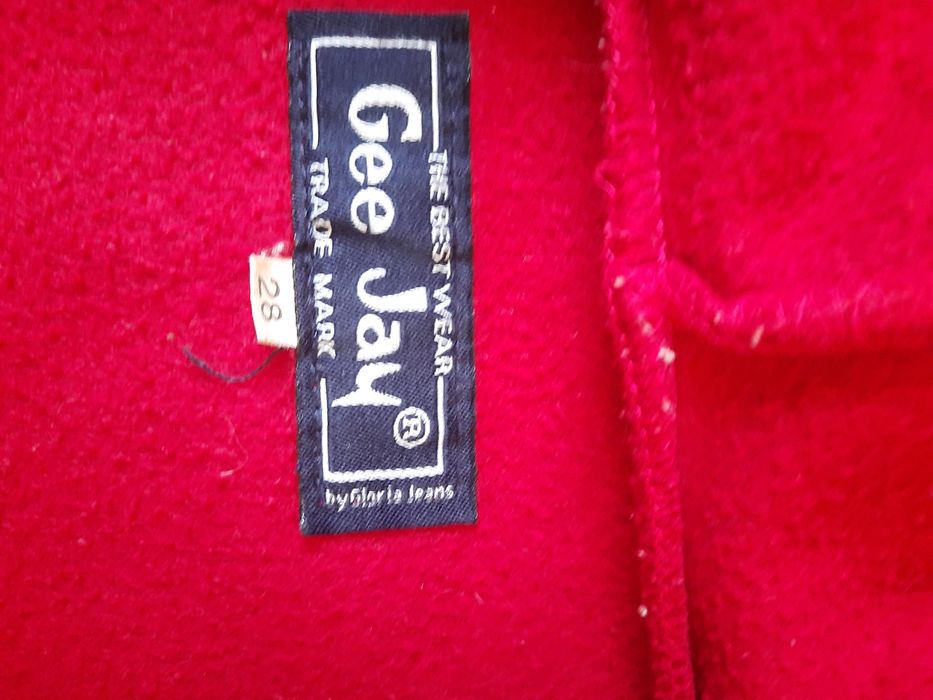 THE BEST WEAR
Gee Jay ®
TRADE MARK
by Gloria Jeans
28